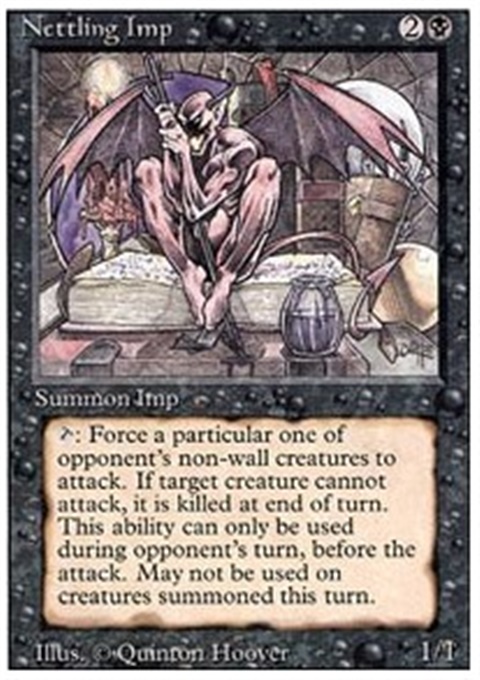 Nettling Imp 2
Summon Imp
: Force a particular one of
opponent's non-wall creatures to
attack. If target creature cannot
attack, it is killed at end of turn.
This ability can only be used
during opponent's turn, before the
attack. May not be used on
creatures summoned this turn.
Illus. © Quinton Hoover 1/1